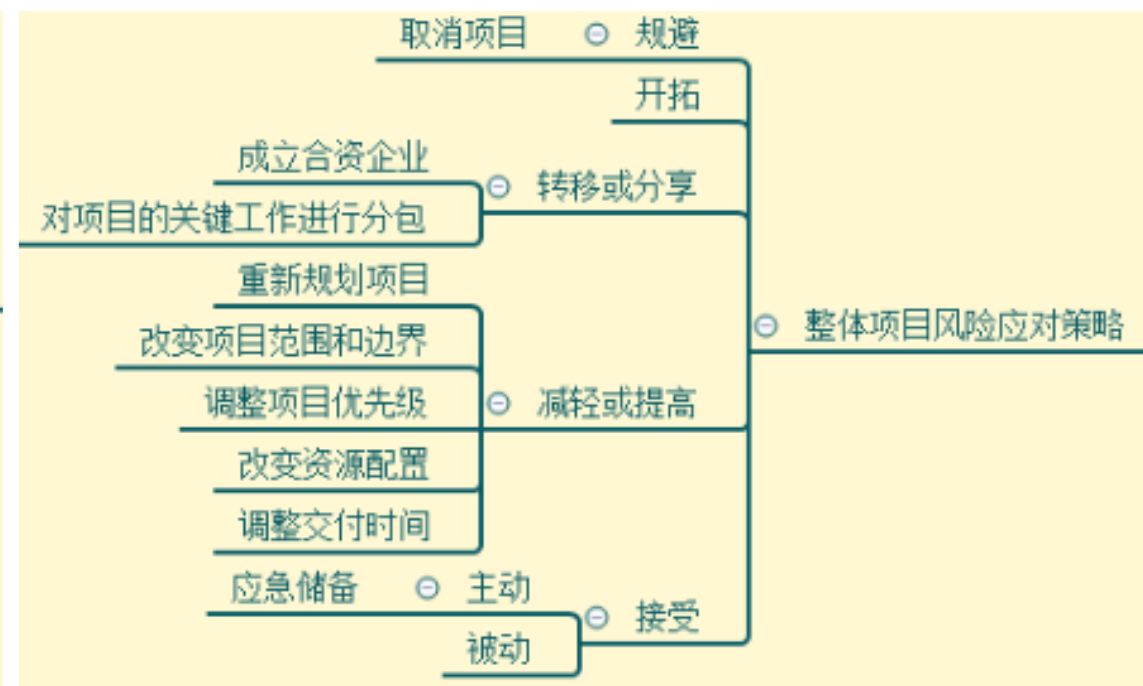 取消项目 规避
开拓
成立合资企业
转移或分享
对项目的关键工作进行分包
重新规划项目
整体项目风险应对策略
改变项目范围和边界
调整项目优先级 减轻或提高
改变资源配置
调整交付时间
应急储备 主动
接受
被动